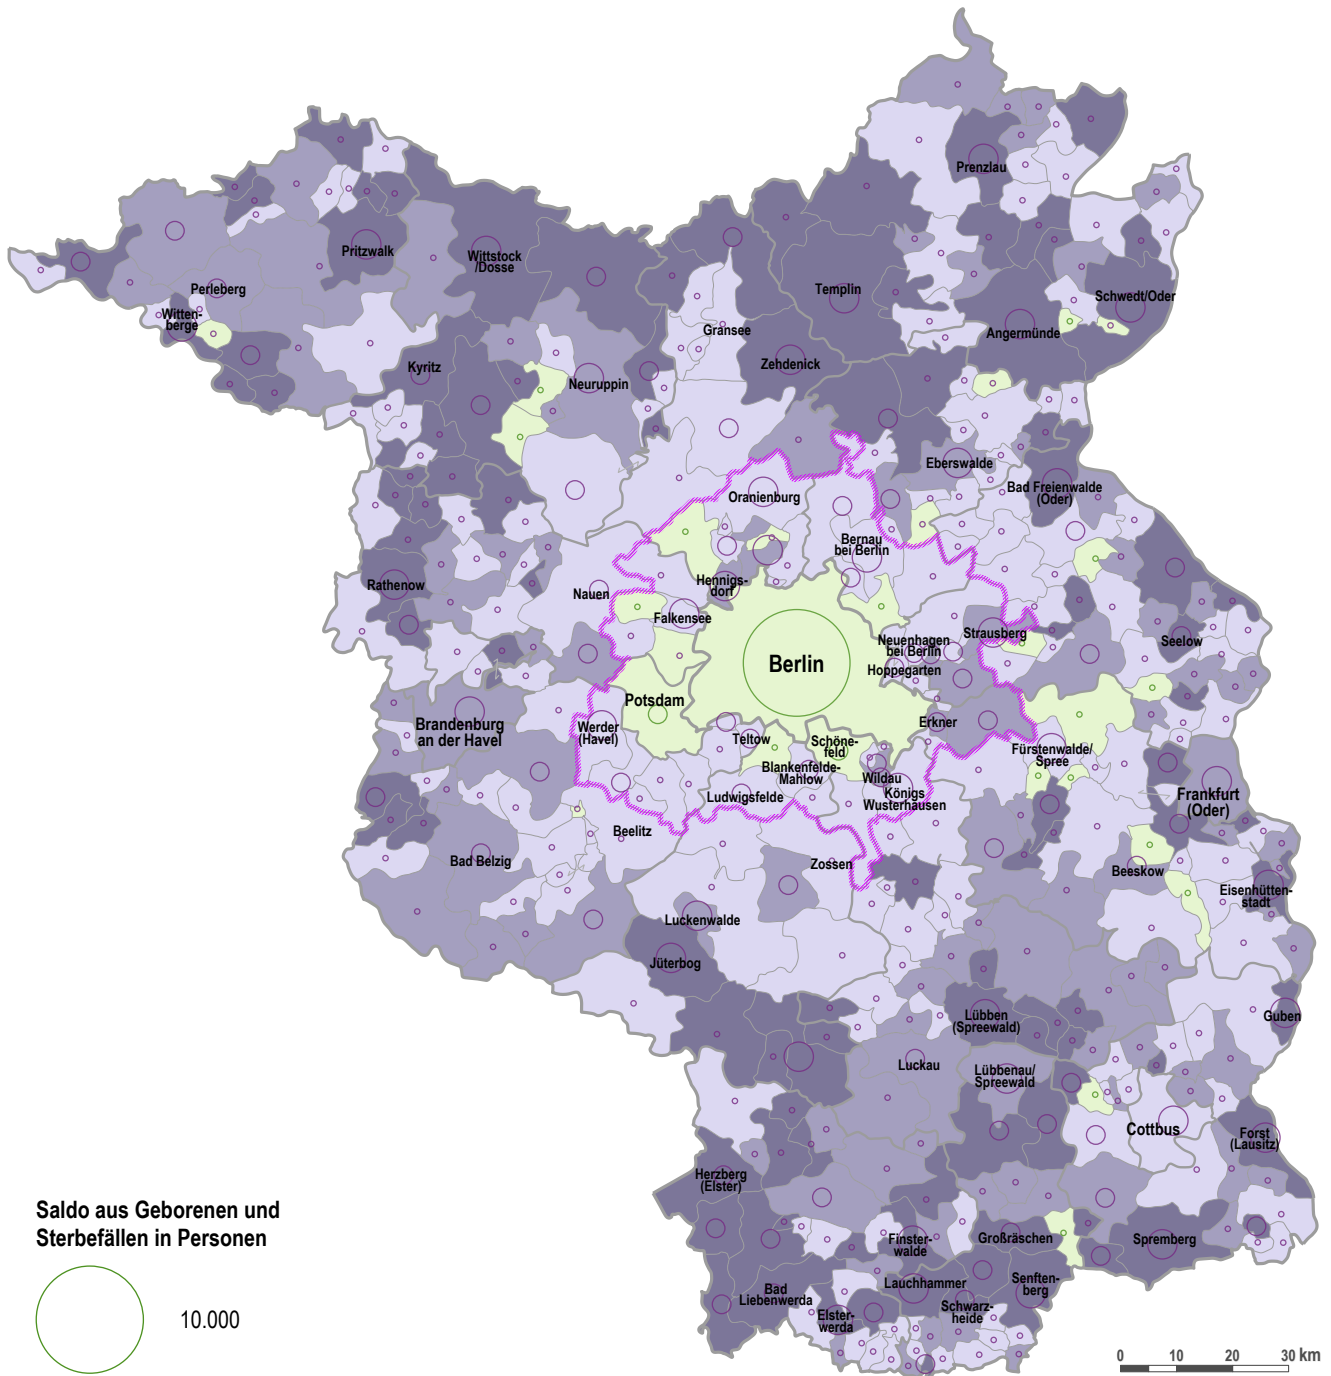 Prenzlau
Pritzwalk
Wittstock
/Dosse
Perleberg
Templin
Schwedt/Oder
Witten-
berge
Gransee
Angermünde
Zehdenick
Kyritz
Neuruppin
Eberswalde
Bad Freienwalde
(Oder)
Oranienburg
Bernau
bei Berlin
Rathenow
Nauen
Hennigs-
dorf
Falkensee
Strausberg
Seelow
Neuenhagen
bei Berlin
Berlin
Hoppegarten
Potsdam
Brandenburg
an der Havel
Werder
(Havel)
Erkner
Teltow
Schöne-
feld
Fürstenwalde/
Spree
Blankenfelde-
Mahlow
Wildau
Ludwigsfelde
Königs
Wusterhausen
Frankfurt
(Oder)
Beelitz
Bad Belzig
Zossen
Beeskow
Eisenhütten-
stadt
Luckenwalde
Jüterbog
Lübben
(Spreewald)
Guben
Luckau
Lübbenau/
Spreewald
Cottbus
Forst
(Lausitz)
Herzberg
(Elster)
Finster-
walde
Großräschen
Spremberg
Lauchhammer
Senften-
berg
Bad
Liebenwerda
Schwarz-
heide
Elster-
werda
Saldo aus Geborenen und
Sterbefällen in Personen
10.000
0 10 20 30 km